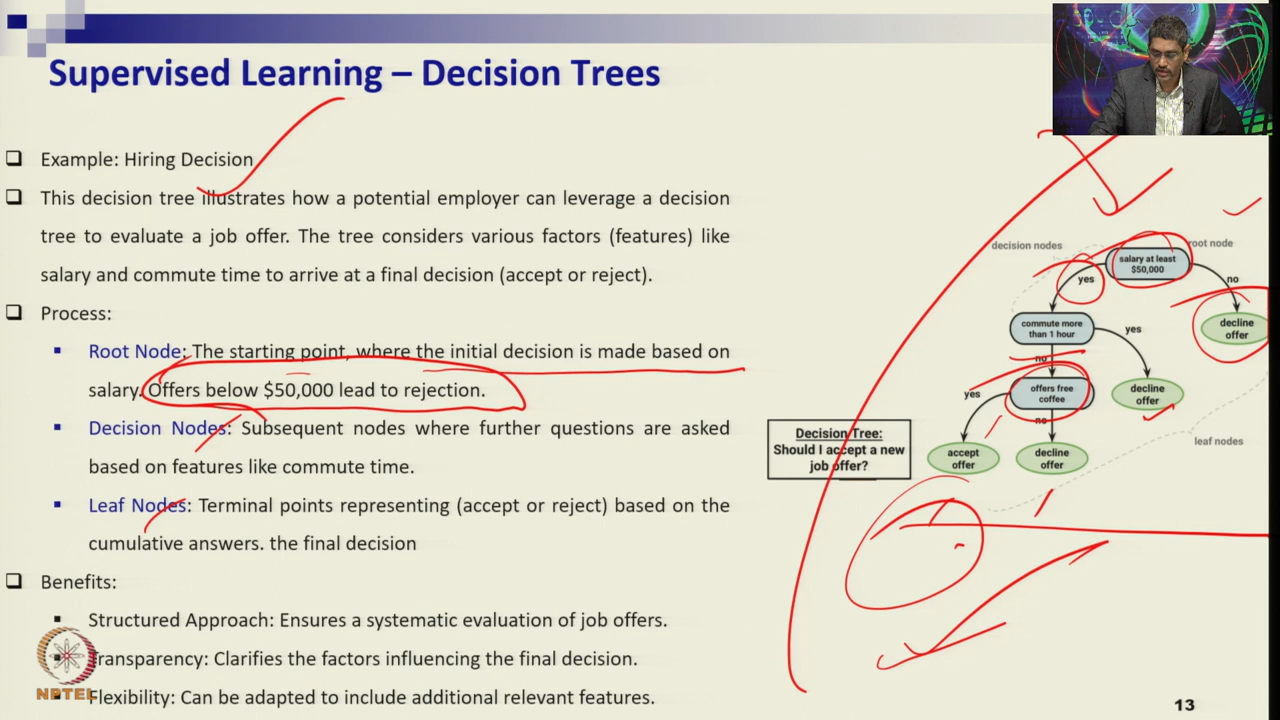 Supervised Learning – Decision Trees
Example: Hiring Decision
This decision tree illustrates how a potential employer can leverage a decision
tree to evaluate a job offer. The tree considers various factors (features) like
salary and commute time to arrive at a final decision (accept or reject).
Process:
Root Node: The starting point, where the initial decision is made based on
salary. Offers below $50,000 lead to rejection.
Decision Nodes: Subsequent nodes where further questions are asked
based on features like commute time.
Leaf Nodes: Terminal points representing (accept or reject) based on the
cumulative answers. the final decision
Benefits:
Structured Approach: Ensures a systematic evaluation of job offers.
Transparency: Clarifies the factors influencing the final decision.
Flexibility: Can be adapted to include additional relevant features.
decision nodes
root node
salary at least
$50,000
yes
no
commute more
than 1 hour
decline
offer
yes
no
offers free
coffee
decline
offer
yes
no
accept
offer
decline
offer
leaf nodes
Decision Tree:
Should I accept a new
job offer?
NPTEL
13